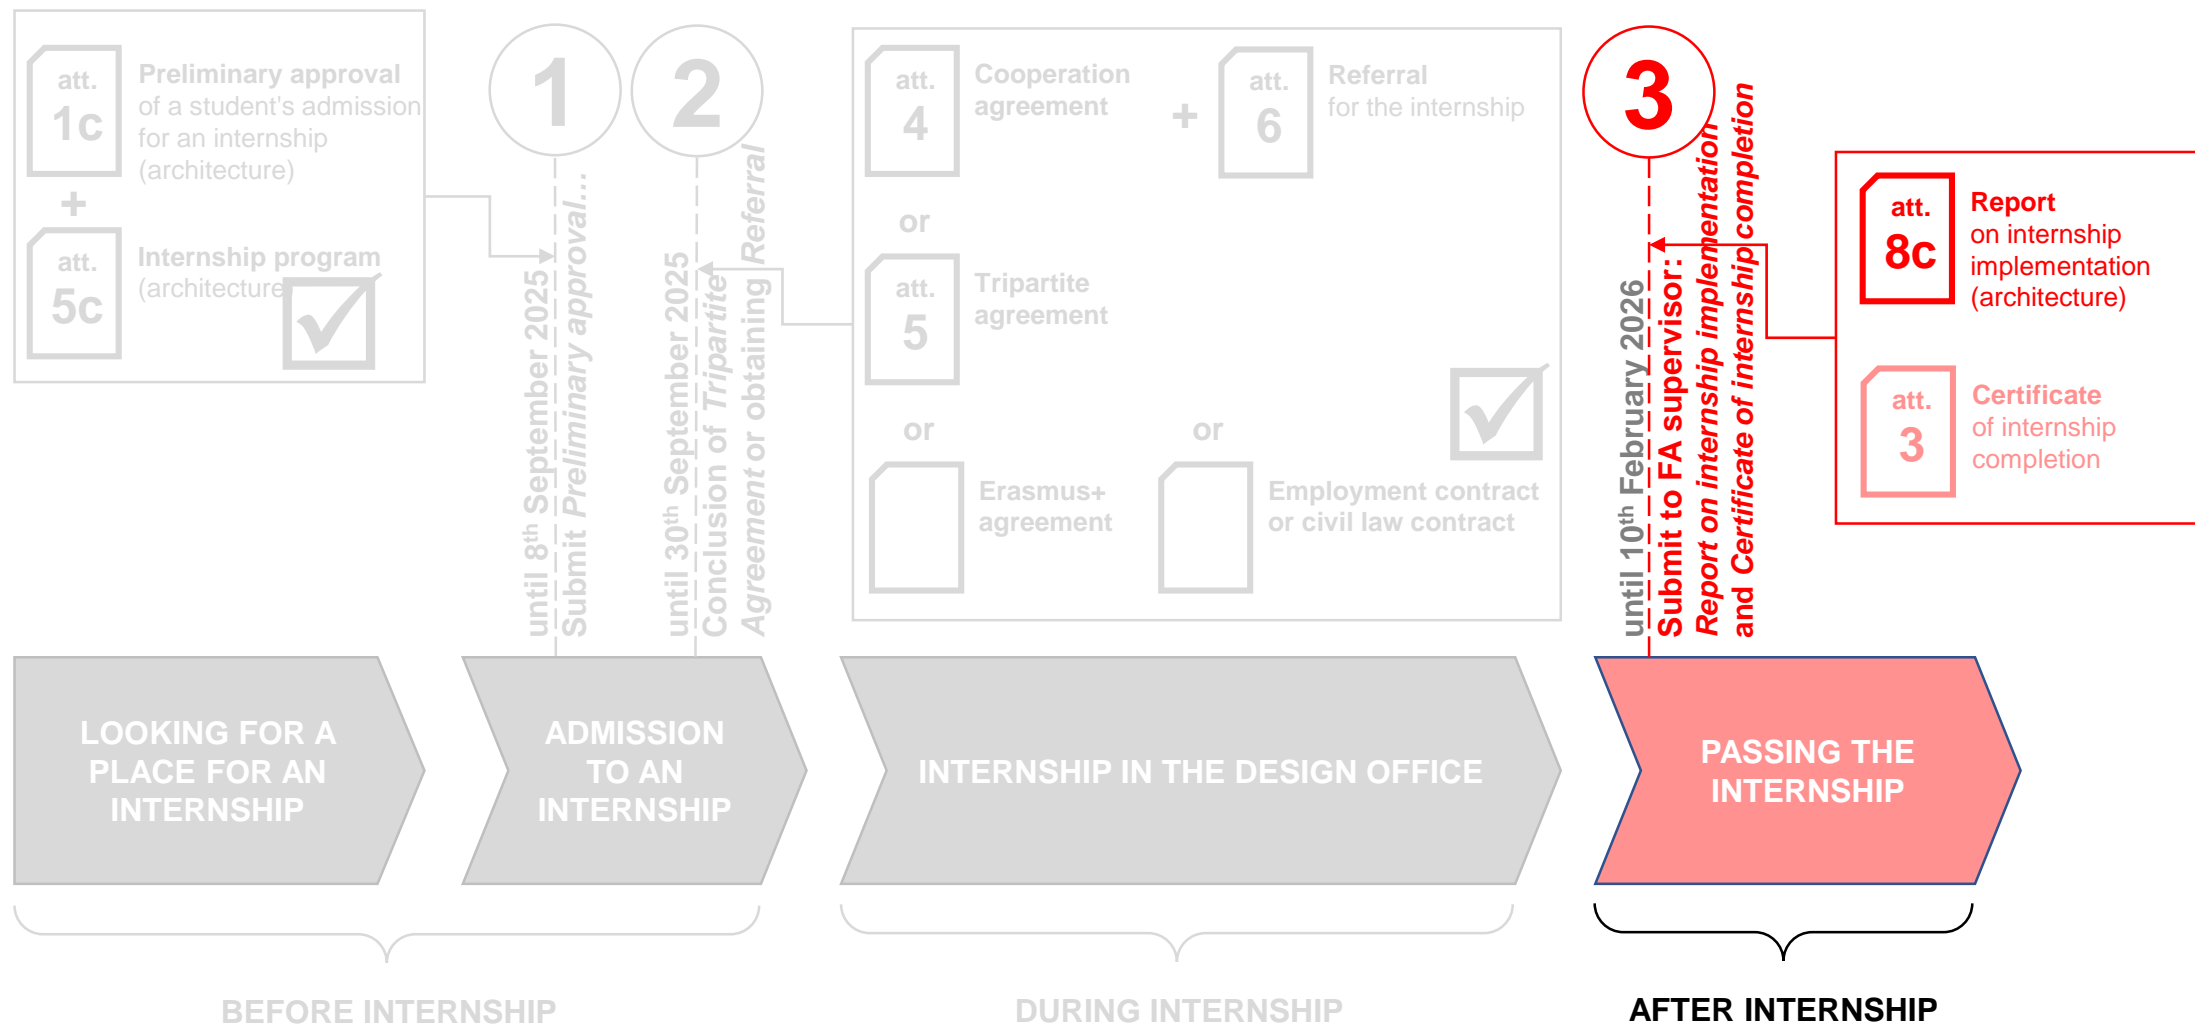 att.
1c
Preliminary approval
of a student's admission
for an internship
(architecture)
+
att.
5c
Internship program
(architecture)
1
until 8th September 2025
Submit Preliminary approval...
2
until 30th September 2025
Conclusion of Tripartite
Agreement or obtaining Referral
att.
4
Cooperation
agreement
+
att.
6
Referral
for the internship
or
att.
5
Tripartite
agreement
or
Erasmus+
agreement
or
Employment contract
or civil law contract
3
until 10th February 2026
Submit to FA supervisor:
Report on internship implementation
and Certificate of internship completion
att.
8c
Report
on internship
implementation
(architecture)
att.
3
Certificate
of internship
completion
LOOKING FOR A
PLACE FOR AN
INTERNSHIP
ADMISSION
TO AN
INTERNSHIP
INTERNSHIP IN THE DESIGN OFFICE
PASSING THE
INTERNSHIP
BEFORE INTERNSHIP
DURING INTERNSHIP
AFTER INTERNSHIP